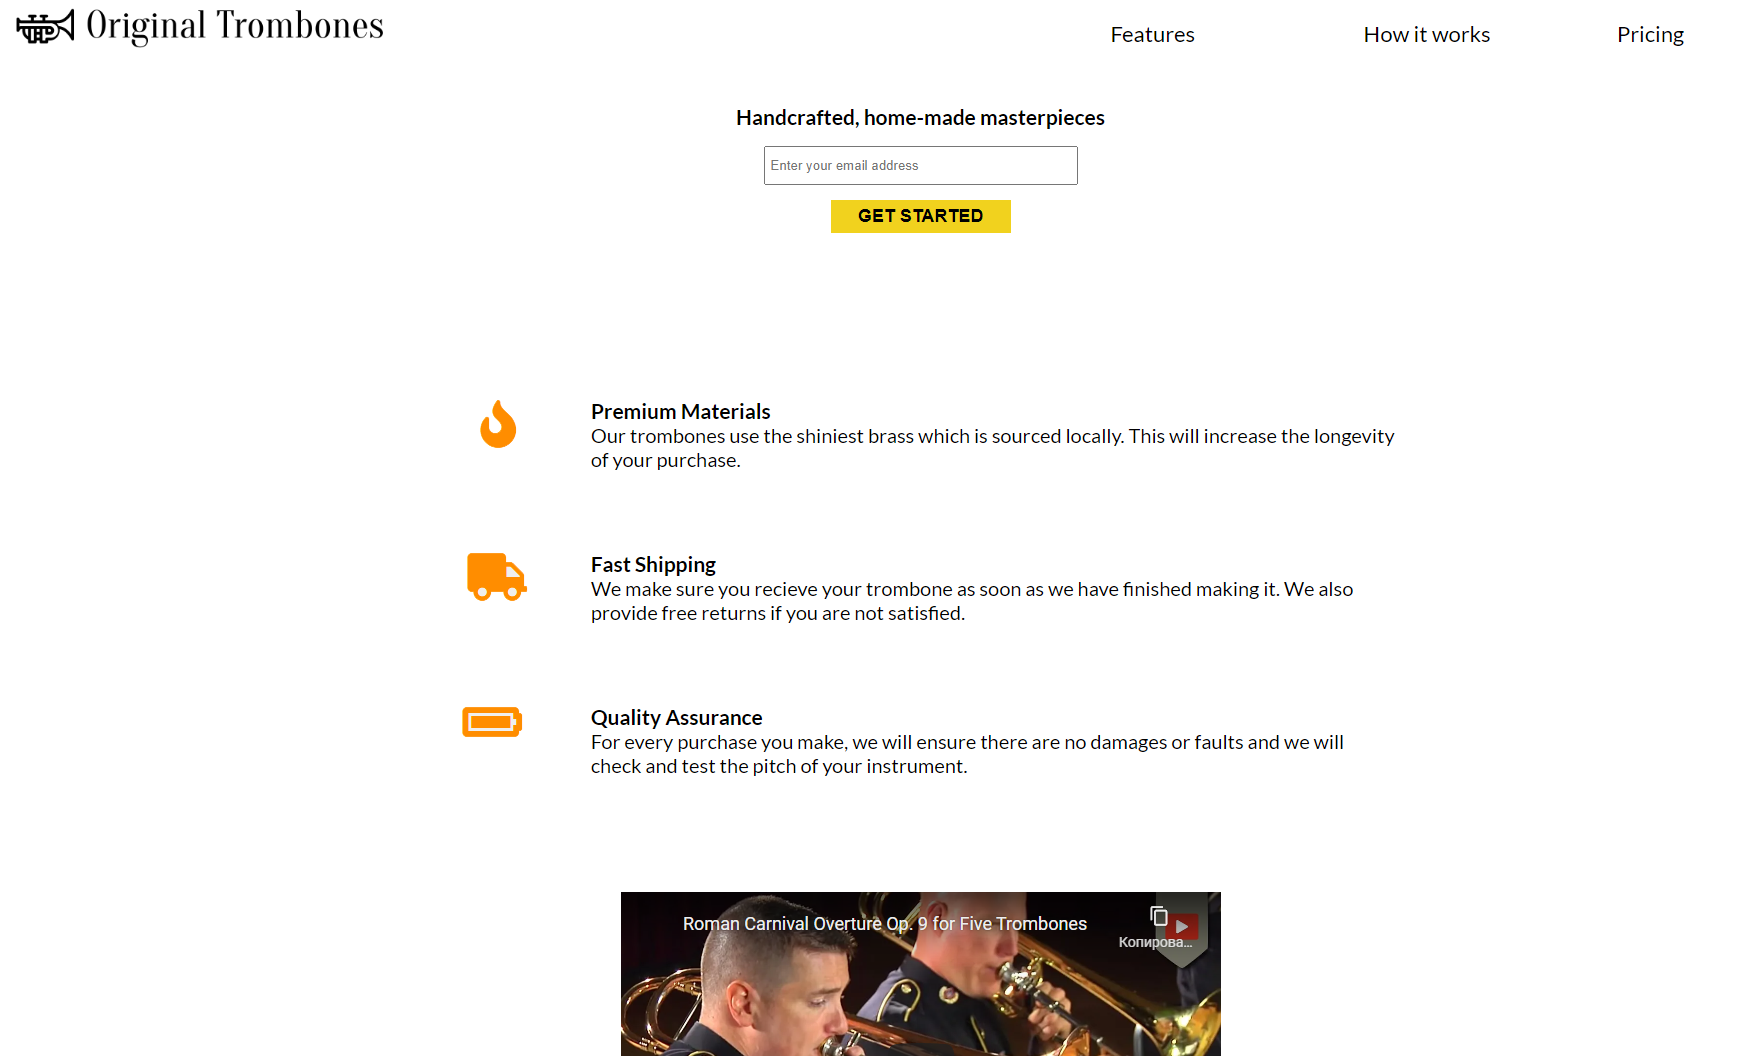 Original Trombones
Features
How it works
Pricing
Handcrafted, home-made masterpieces
Enter your email address
GET STARTED
Premium Materials
Our trombones use the shiniest brass which is sourced locally. This will increase the longevity
of your purchase.
Fast Shipping
We make sure you recieve your trombone as soon as we have finished making it. We also
provide free returns if you are not satisfied.
Quality Assurance
For every purchase you make, we will ensure there are no damages or faults and we will
check and test the pitch of your instrument.
Roman Carnival Overture Op. 9 for Five Trombones
Копирова...